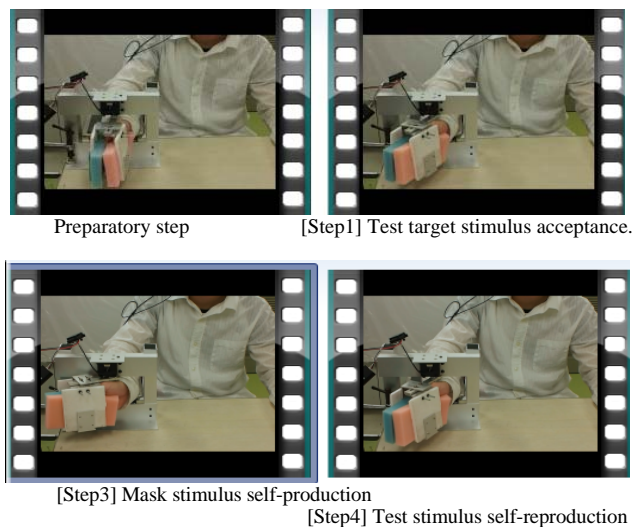 Preparatory step
[Step1] Test target stimulus acceptance.
[Step3] Mask stimulus self-production
[Step4] Test stimulus self-reproduction